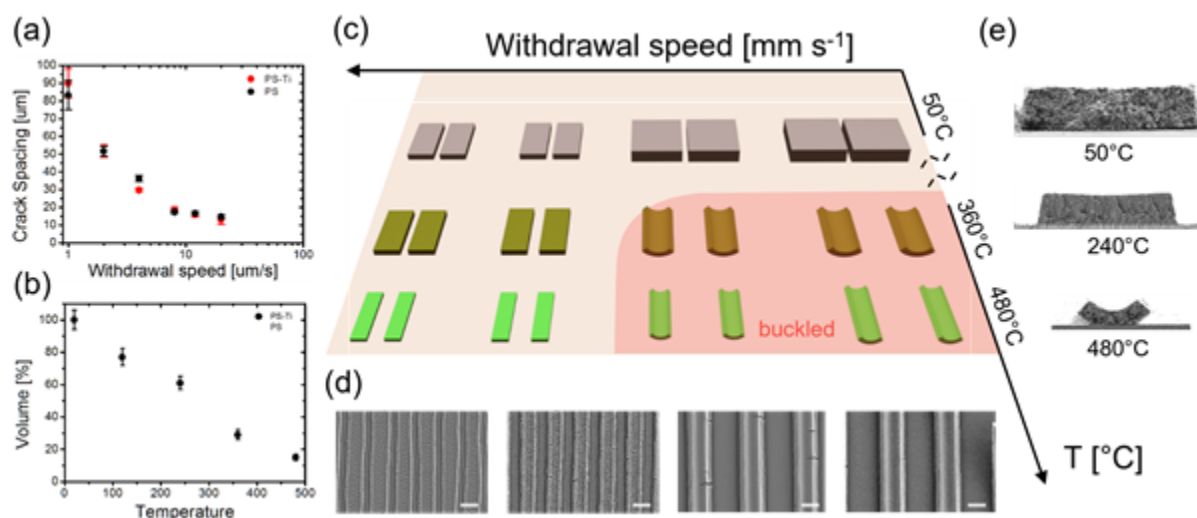 (a)
Crack Spacing [um]
100
90
80
70
60
50
40
30
20
10
0
PS-Ti
PS
1
10
100
Withdrawal speed [um/s]
(b)
Volume [%]
100
80
60
40
20
0
PS-Ti
PS
0
100
200
300
400
500
Temperature
(c)
Withdrawal speed [mm s⁻¹]
50°C
360°C
480°C
buckled
T [°C]
(d)
(e)
50°C
240°C
480°C